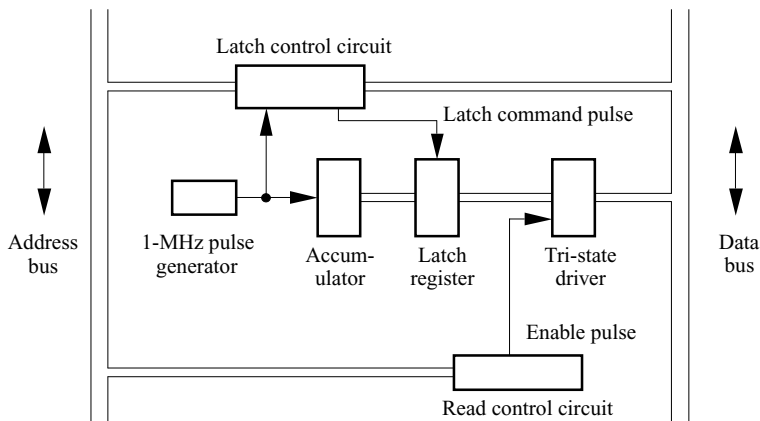 Latch control circuit
Latch command pulse
Address
bus
1-MHz pulse
generator
Accum-
ulator
Latch
register
Tri-state
driver
Data
bus
Enable pulse
Read control circuit